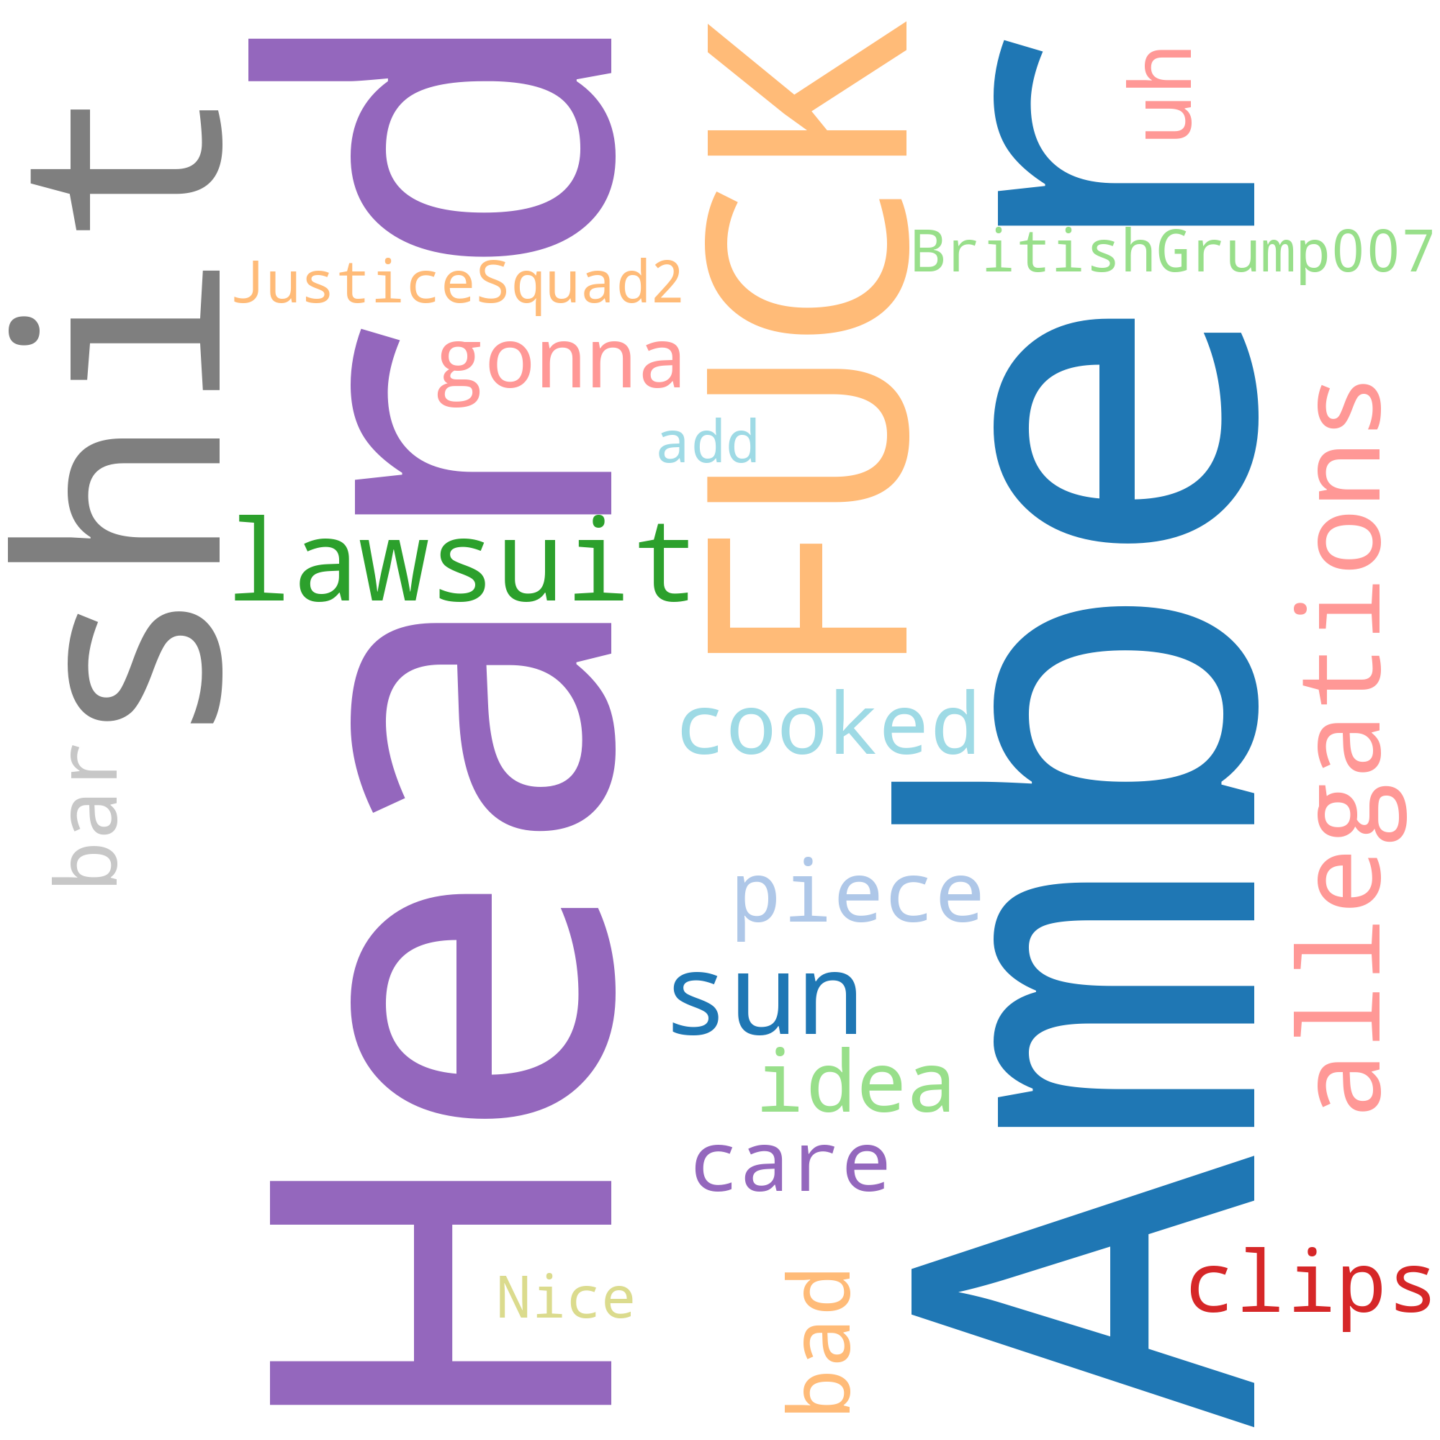 shit
Heard
FUCK
Amber
uh
BritishGrump007
JusticeSquad2
gonna
add
allegations
lawsuit
cooked
bar
piece
sun
idea
care
Nice
bad
clips